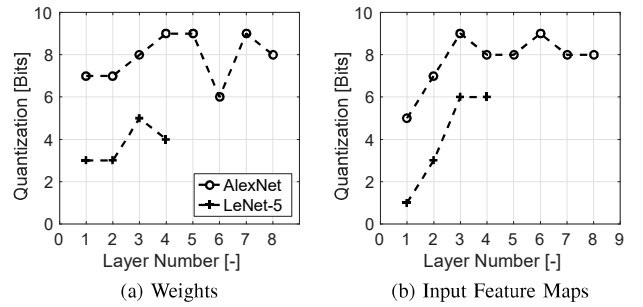 10
8
6
4
2
0
Quantization [Bits]
AlexNet
LeNet-5
0 1 2 3 4 5 6 7 8
Layer Number [-]
(a) Weights
10
8
6
4
2
0
Quantization [Bits]
0 1 2 3 4 5 6 7 8 9
Layer Number [-]
(b) Input Feature Maps